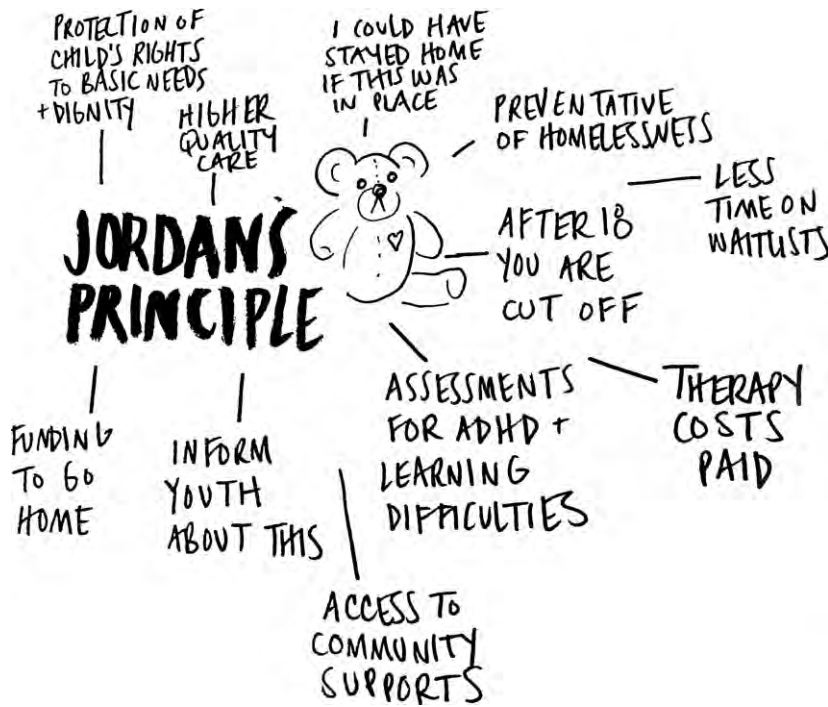 PROTECTION OF
CHILD'S RIGHTS
TO BASIC NEEDS
+ DIGNITY
HIGHER
QUALITY
CARE
I COULD HAVE
STAYED HOME
IF THIS WAS
IN PLACE
PREVENTATIVE
OF HOMELESSNESS
LESS
TIME ON
WAITLISTS
JORDAN'S
PRINCIPLE
AFTER 18
YOU ARE
CUT OFF
FUNDING
TO GO
HOME
INFORM
YOUTH
ABOUT THIS
ASSESSMENTS
FOR ADHD +
LEARNING
DIFFICULTIES
THERAPY
COSTS
PAID
ACCESS TO
COMMUNITY
SUPPORTS